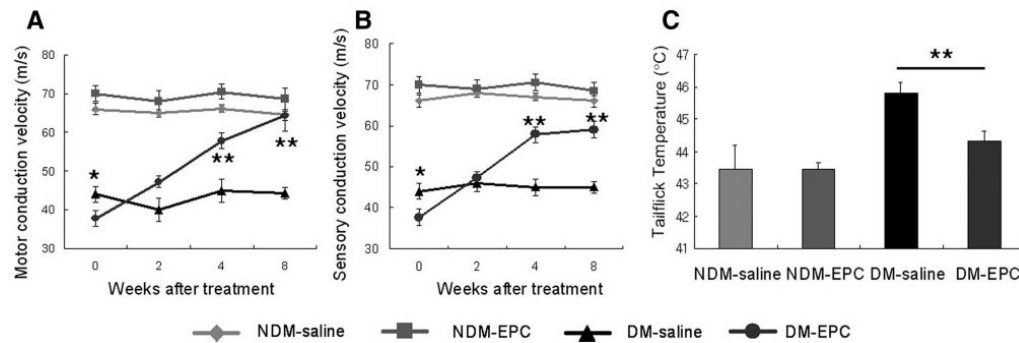 A
Motor conduction velocity (m/s)
80
70
60
50
40
30
*
**
**
0 2 4 8
Weeks after treatment
B
Sensory conduction velocity (m/s)
80
70
60
50
40
30
*
**
**
0 2 4 8
Weeks after treatment
C
Tailflick Temperature (°C)
47
46
45
44
43
42
41
**
NDM-saline NDM-EPC DM-saline DM-EPC
NDM-saline NDM-EPC DM-saline DM-EPC